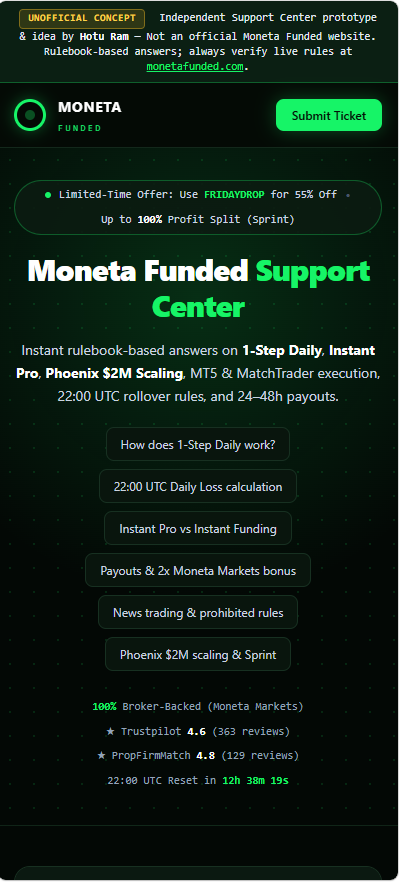 UNOFFICIAL CONCEPT Independent Support Center prototype
& idea by Hotu Ram — Not an official Moneta Funded website.
Rulebook-based answers; always verify live rules at
monetafunded.com.
MONETA
FUNDED
Submit Ticket
● Limited-Time Offer: Use FRIDAYDROP for 55% Off •
Up to 100% Profit Split (Sprint)
Moneta Funded Support
Center
Instant rulebook-based answers on 1-Step Daily, Instant
Pro, Phoenix $2M Scaling, MT5 & MatchTrader execution,
22:00 UTC rollover rules, and 24–48h payouts.
How does 1-Step Daily work?
22:00 UTC Daily Loss calculation
Instant Pro vs Instant Funding
Payouts & 2x Moneta Markets bonus
News trading & prohibited rules
Phoenix $2M scaling & Sprint
100% Broker-Backed (Moneta Markets)
★ Trustpilot 4.6 (363 reviews)
★ PropFirmMatch 4.8 (129 reviews)
22:00 UTC Reset in 12h 38m 19s